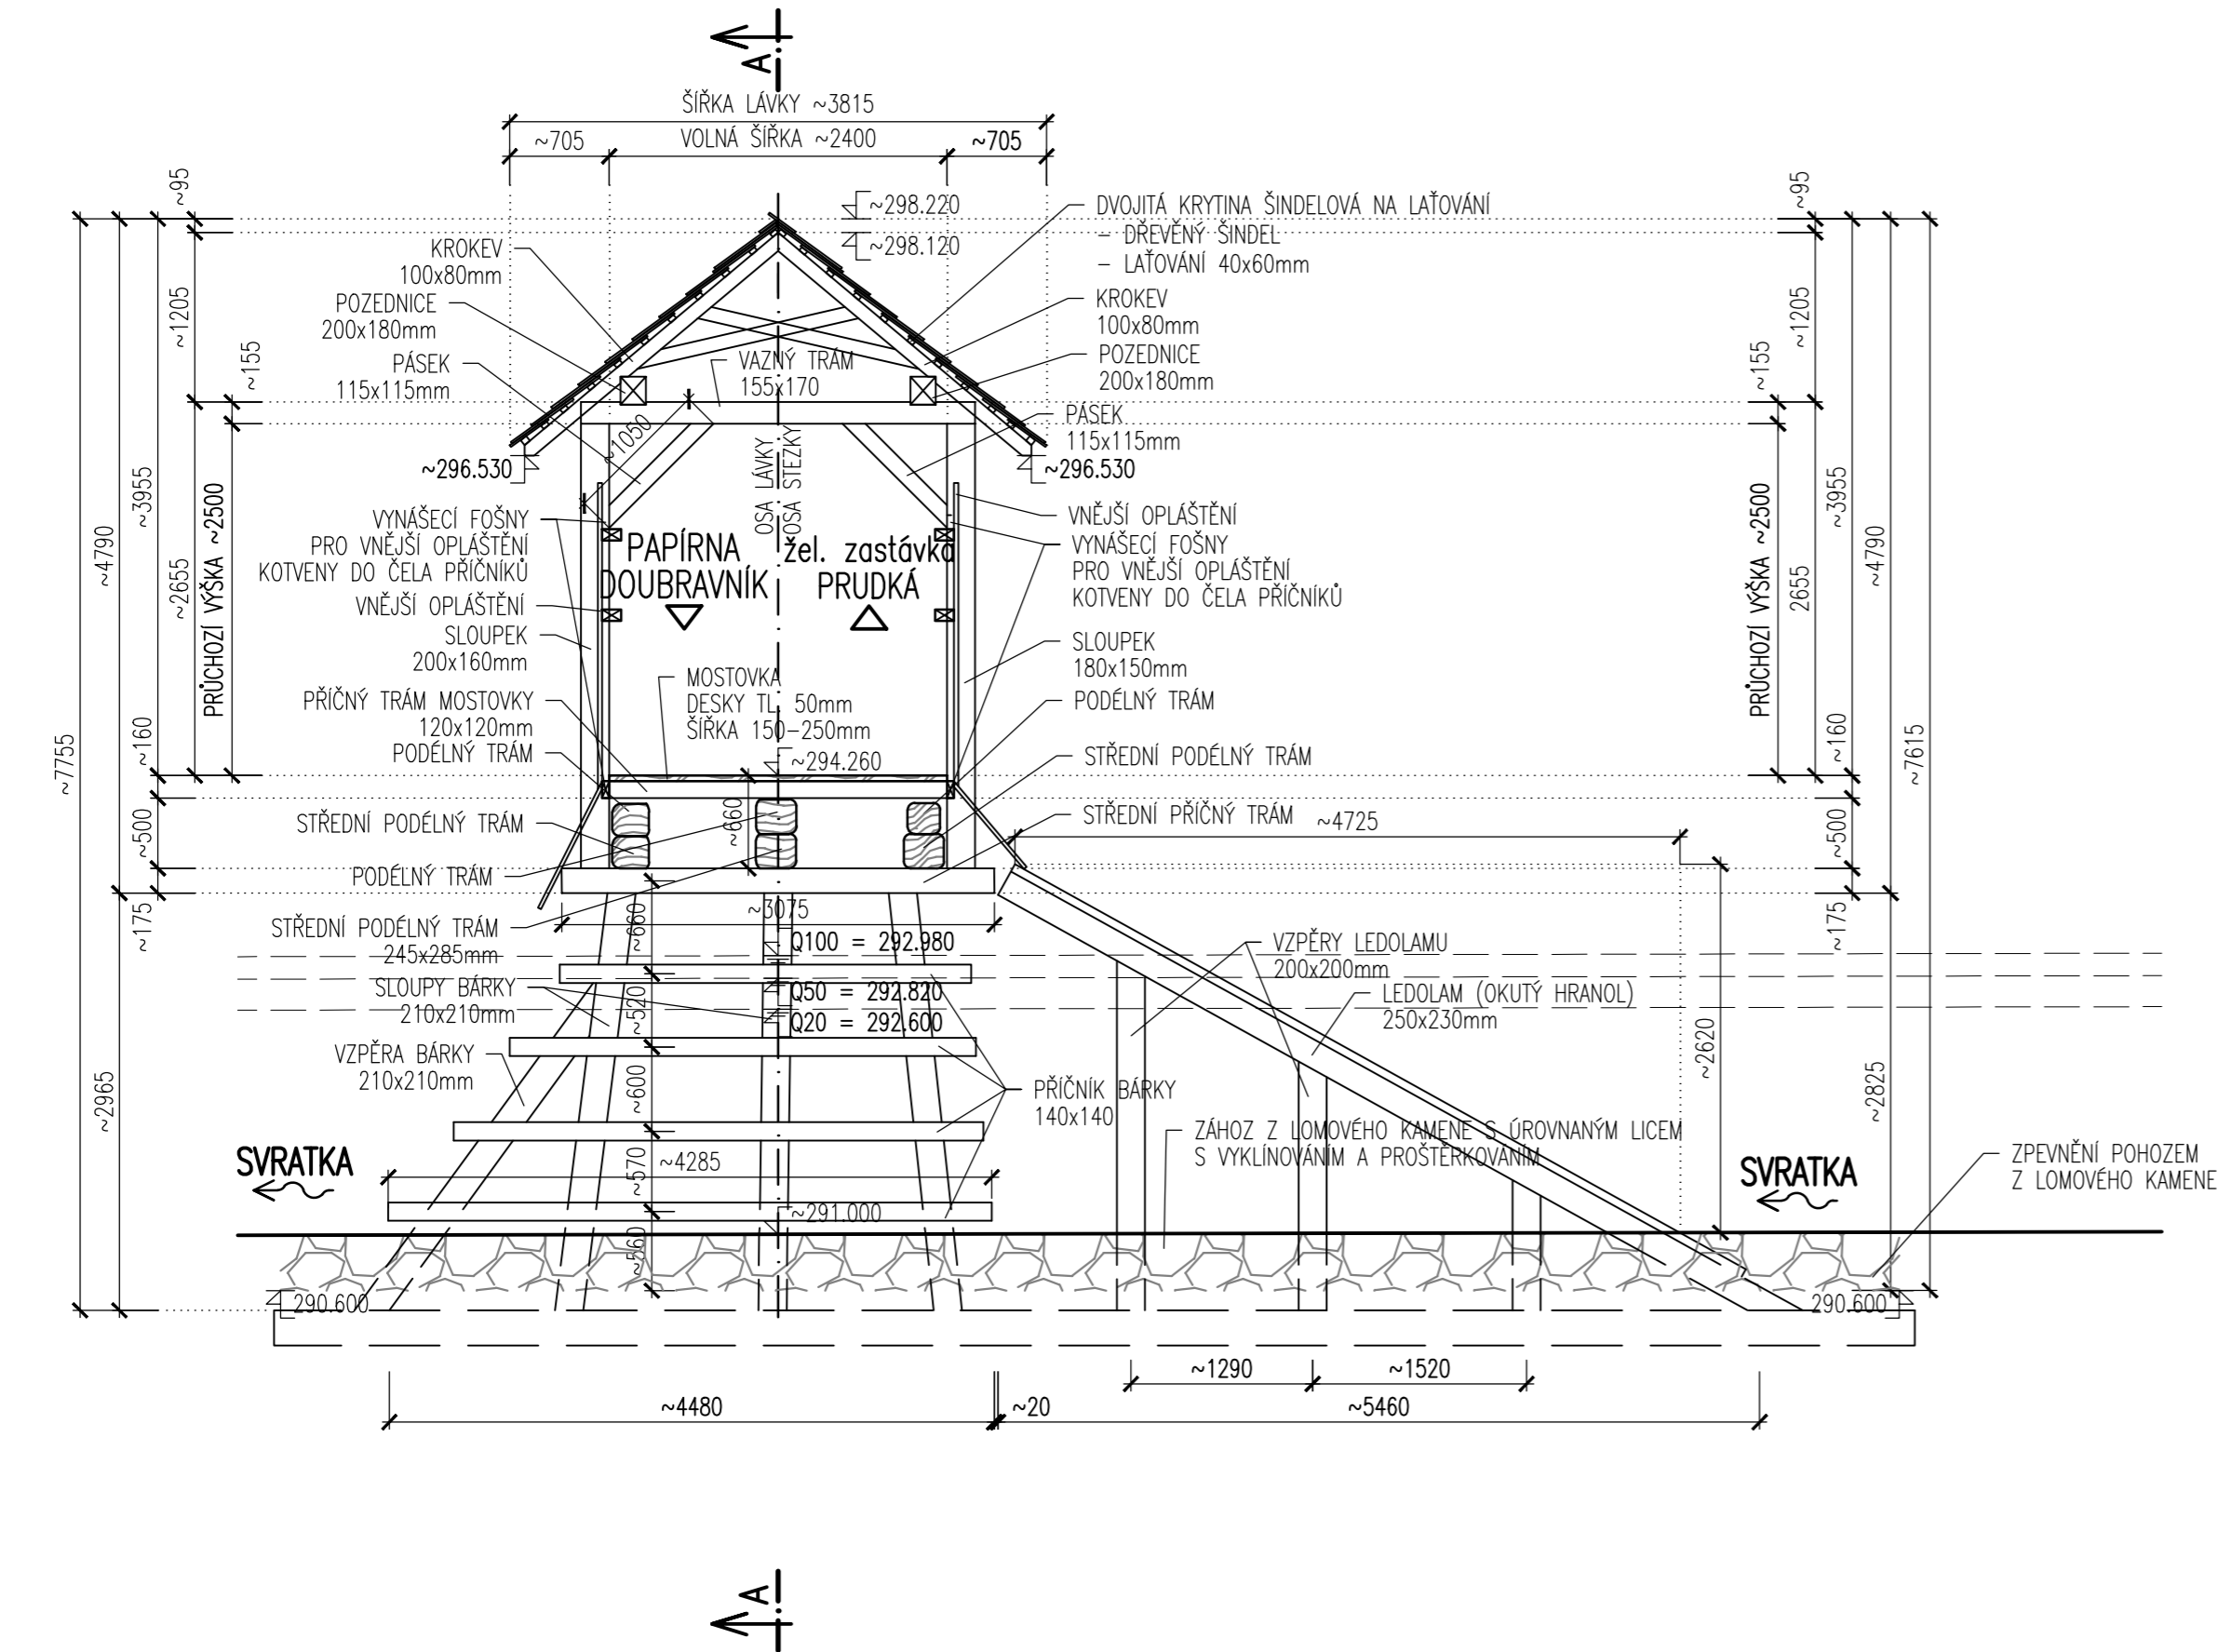 A
ŠÍŘKA LÁVKY ~3815
~705
VOLNÁ ŠÍŘKA ~2400
~705
~95
~1205
~155
~3955
~4790
~2655
PRŮCHOZÍ VÝŠKA ~2500
~160
~7755
~500
~175
~2965
KROKEV
100x80mm
POZEDNICE
200x180mm
PÁSEK
115x115mm
~296.530
VYNÁŠECÍ FOŠNY
PRO VNĚJŠÍ OPLÁŠTĚNÍ
KOTVENY DO ČELA PŘÍČNÍKŮ
VNĚJŠÍ OPLÁŠTĚNÍ
SLOUPEK
200x160mm
PŘÍČNÝ TRÁM MOSTOVKY
120x120mm
PODÉLNÝ TRÁM
STŘEDNÍ PODÉLNÝ TRÁM
PODÉLNÝ TRÁM
STŘEDNÍ PODÉLNÝ TRÁM
245x285mm
SLOUPY BÁRKY
210x210mm
VZPĚRA BÁRKY
210x210mm
SVRATKA
290.600
~298.220
~298.120
VAZNÝ TRÁM
155x170
~1050
OSA LÁVKY
OSA STEZKY
PAPÍRNA
DOUBRAVNÍK
žel. zastávka
PRUDKÁ
MOSTOVKA
DESKY TL. 50mm
ŠÍŘKA 150-250mm
~294.260
~660
~3075
~660
~520
~600
~570
~560
Q100 = 292.980
Q50 = 292.820
Q20 = 292.600
~4285
~291.000
DVOJITÁ KRYTINA ŠINDELOVÁ NA LAŤOVÁNÍ
- DŘEVĚNÝ ŠINDEL
- LAŤOVÁNÍ 40x60mm
KROKEV
100x80mm
POZEDNICE
200x180mm
PÁSEK
115x115mm
~296.530
VNĚJŠÍ OPLÁŠTĚNÍ
VYNÁŠECÍ FOŠNY
PRO VNĚJŠÍ OPLÁŠTĚNÍ
KOTVENY DO ČELA PŘÍČNÍKŮ
SLOUPEK
180x150mm
PODÉLNÝ TRÁM
STŘEDNÍ PODÉLNÝ TRÁM
STŘEDNÍ PŘÍČNÝ TRÁM
~4725
VZPĚRY LEDOLAMU
200x200mm
LEDOLAM (OKUTÝ HRANOL)
250x230mm
PŘÍČNÍK BÁRKY
140x140
ZÁHOZ Z LOMOVÉHO KAMENE S ÚROVNANÝM LICEM
S VYKLÍNOVÁNÍM A PROŠTĚRKOVÁNÍM
SVRATKA
ZPEVNĚNÍ POHOZEM
Z LOMOVÉHO KAMENE
290.600
~95
~1205
~155
~3955
~4790
2655
PRŮCHOZÍ VÝŠKA ~2500
~160
~7615
~500
~175
~2620
~2825
~1290
~1520
~4480
~20
~5460
A